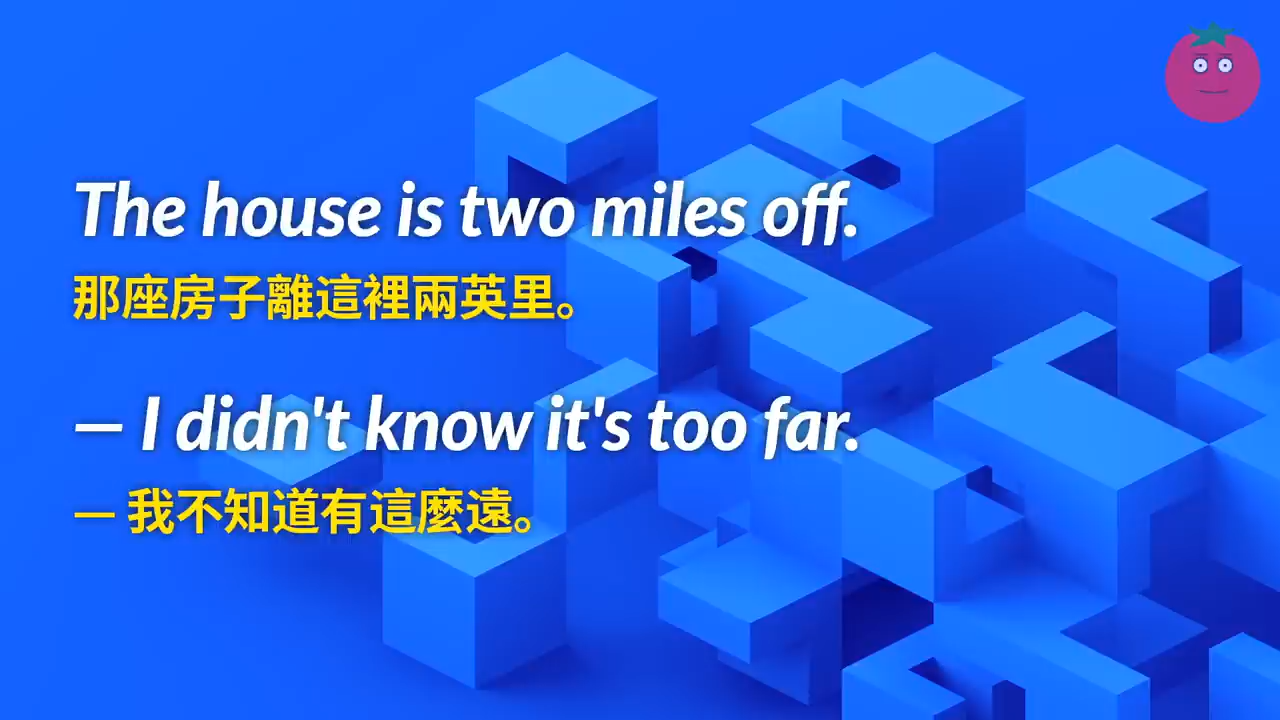 The house is two miles off.
那座房子離這裡兩英里。
— I didn't know it's too far.
— 我不知道有這麼遠。